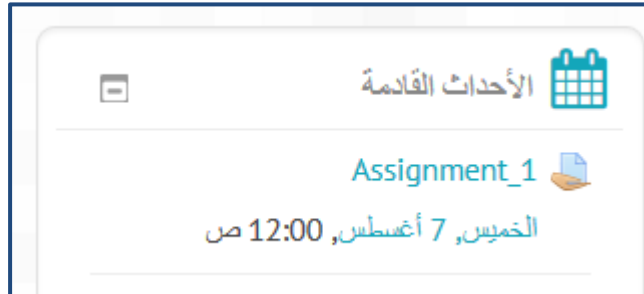 الأحداث القادمة
Assignment_1
الخميس, 7 أغسطس, 12:00 ص